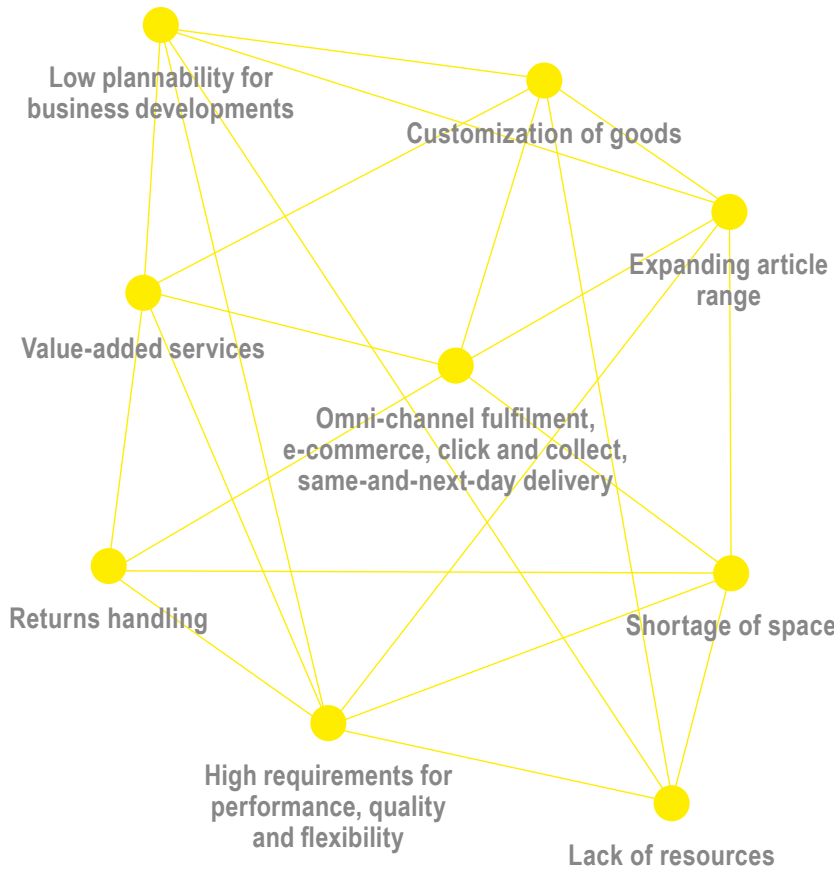 Low plannability for
business developments
Customization of goods
Expanding article
range
Value-added services
Omni-channel fulfilment,
e-commerce, click and collect,
same-and-next-day delivery
Returns handling
Shortage of space
High requirements for
performance, quality
and flexibility
Lack of resources